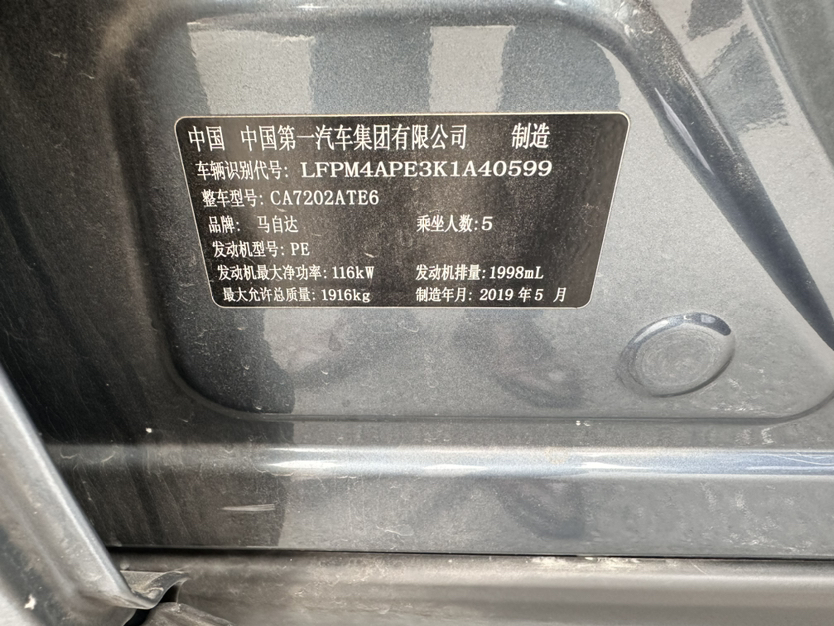 中国 中国第一汽车集团有限公司 制造
车辆识别代号: LFPM4APE3K1A40599
整车型号: CA7202ATE6
品牌: 马自达 乘坐人数: 5
发动机型号: PE
发动机最大净功率: 116kW 发动机排量: 1998mL
最大允许总质量: 1916kg 制造年月: 2019 年 5 月